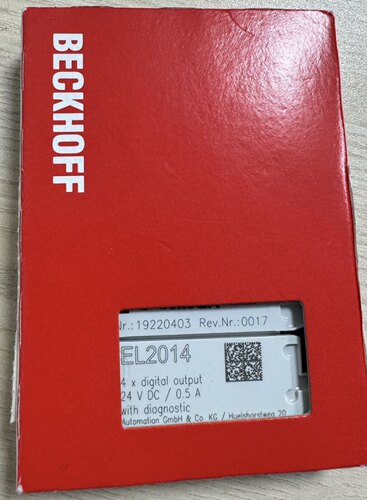 BECKHOFF
Nr.:19220403 Rev.Nr.:0017
EL2014
4 x digital output
24 V DC / 0.5 A
with diagnostic
Automation GmbH & Co. KG / Huelshorstweg 20